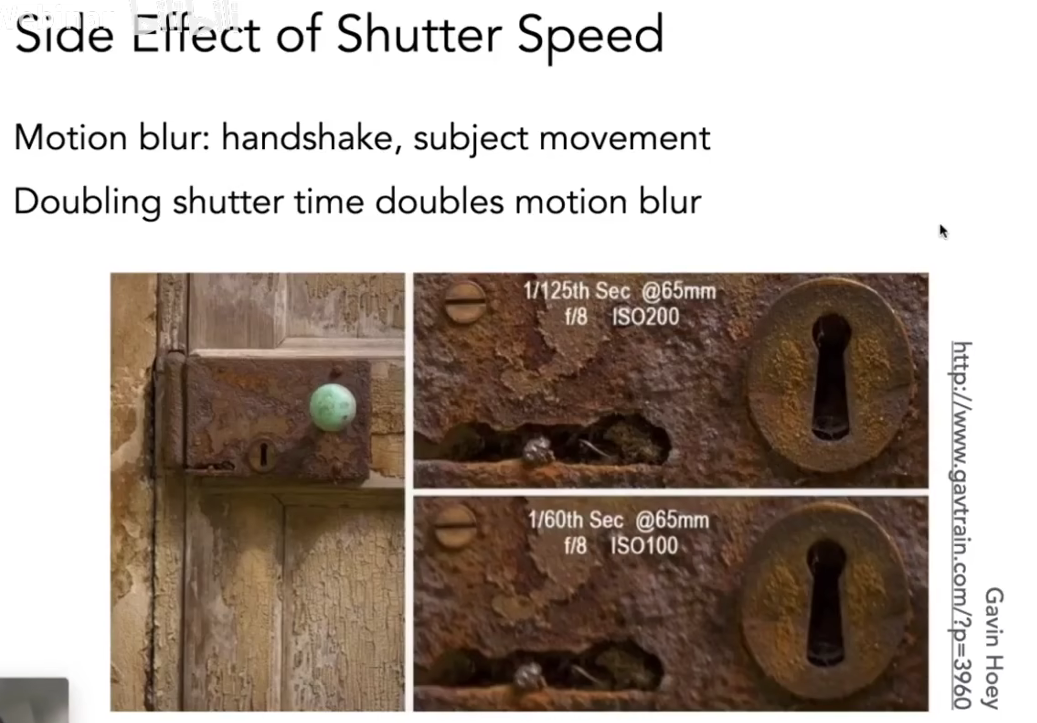 Side Effect of Shutter Speed
Motion blur: handshake, subject movement
Doubling shutter time doubles motion blur
1/125th Sec @65mm
f/8 ISO200
1/60th Sec @65mm
f/8 ISO100
Gavin Hoey
http://www.gavtrain.com/?p=3960